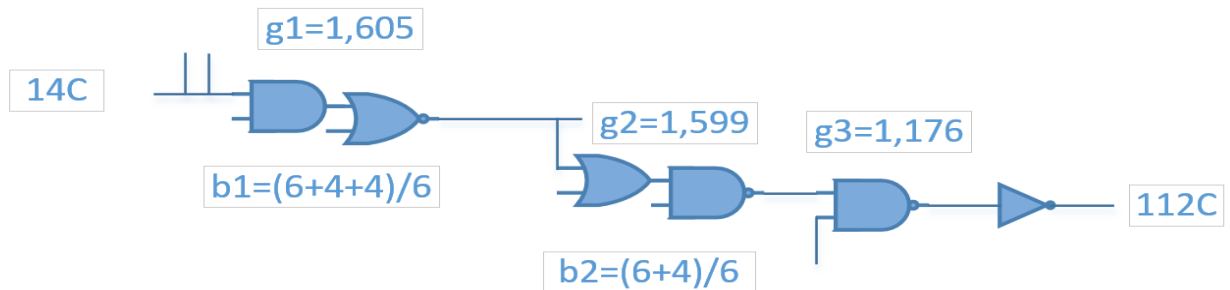 g1=1,605
14C
g2=1,599
g3=1,176
b1=(6+4+4)/6
112C
b2=(6+4)/6